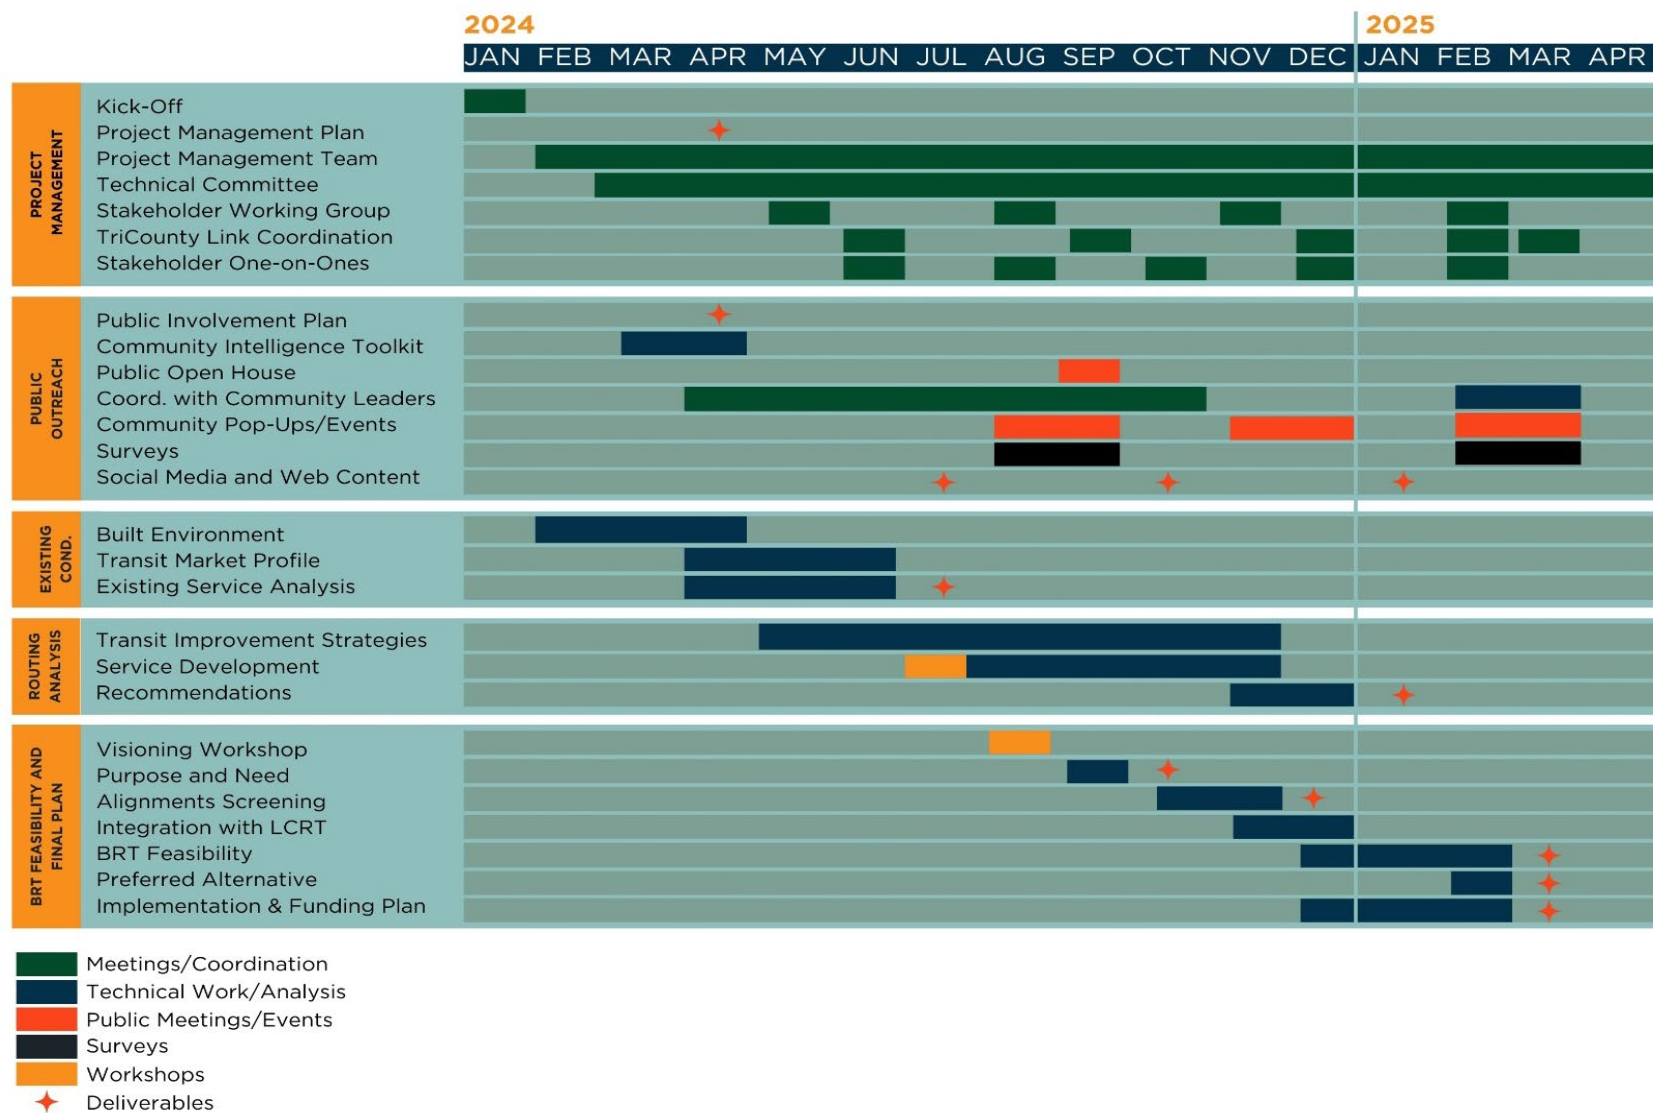 2024 2025
JAN FEB MAR APR MAY JUN JUL AUG SEP OCT NOV DEC JAN FEB MAR APR
PROJECT
MANAGEMENT
Kick-Off
Project Management Plan
Project Management Team
Technical Committee
Stakeholder Working Group
TriCounty Link Coordination
Stakeholder One-on-Ones
PUBLIC
OUTREACH
Public Involvement Plan
Community Intelligence Toolkit
Public Open House
Coord. with Community Leaders
Community Pop-Ups/Events
Surveys
Social Media and Web Content
EXISTING
COND.
Built Environment
Transit Market Profile
Existing Service Analysis
ROUTING
ANALYSIS
Transit Improvement Strategies
Service Development
Recommendations
BRT FEASIBILITY AND
FINAL PLAN
Visioning Workshop
Purpose and Need
Alignments Screening
Integration with LCRT
BRT Feasibility
Preferred Alternative
Implementation & Funding Plan
Meetings/Coordination
Technical Work/Analysis
Public Meetings/Events
Surveys
Workshops
Deliverables